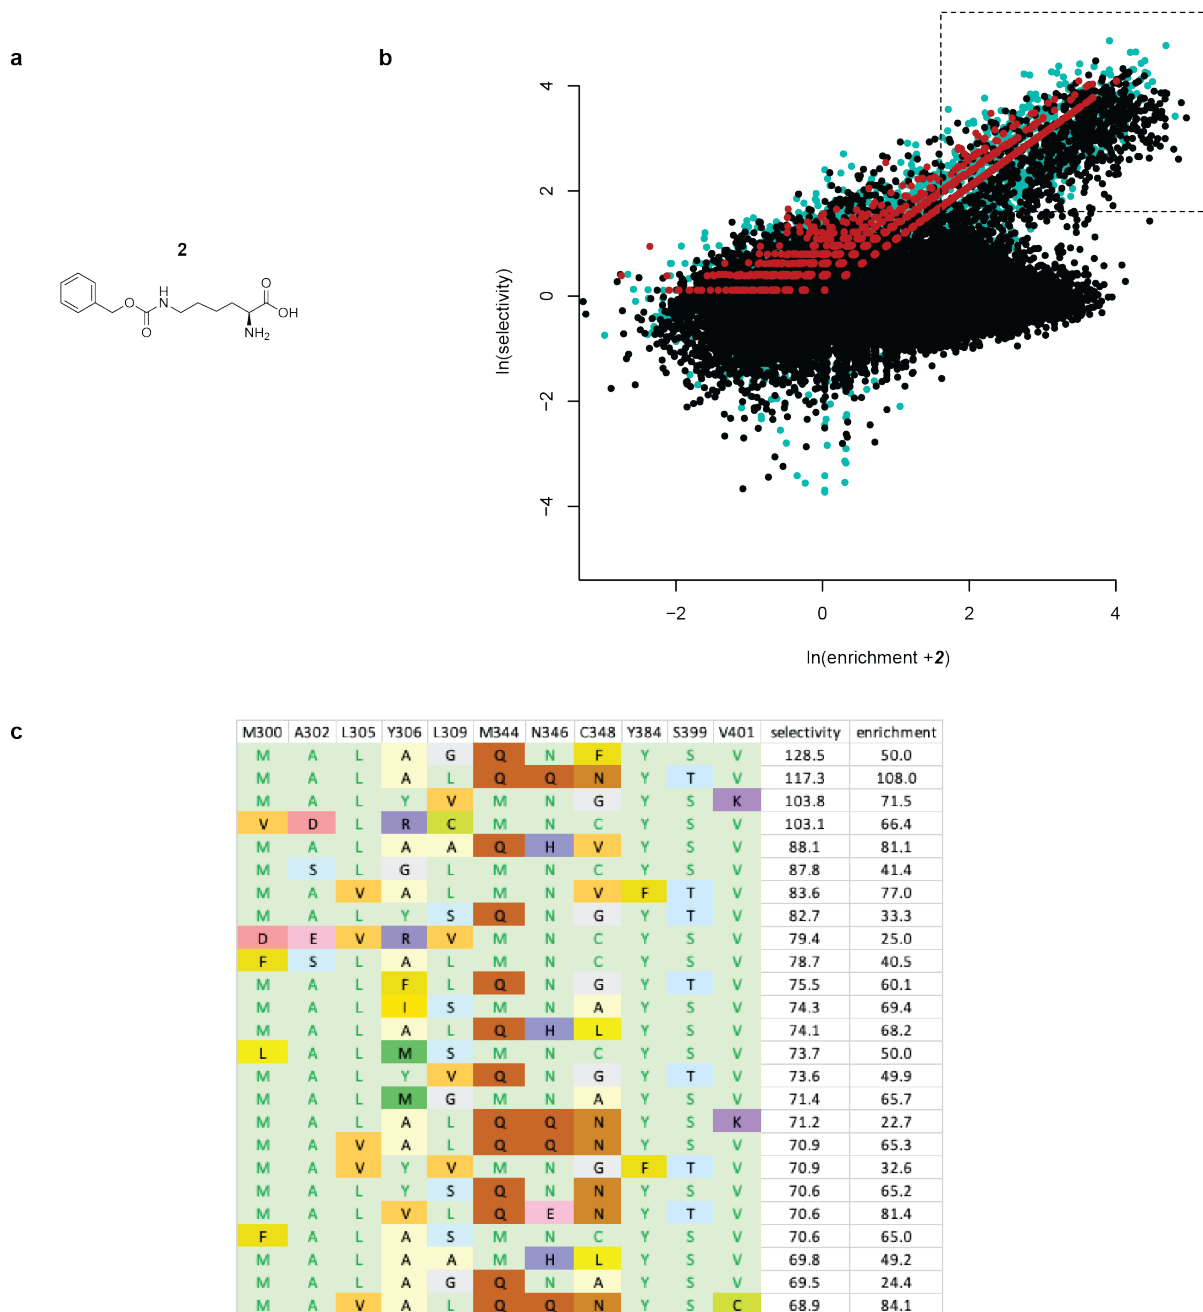 a
b
2
O
N
H
O
O
OH
NH2
ln(selectivity)
4
2
0
−2
−4
−2 0 2 4
ln(enrichment +2)
c
M300 A302 L305 Y306 L309 M344 N346 C348 Y384 S399 V401 selectivity enrichment
M A L A G Q N F Y S V 128.5 50.0
M A L A L Q Q N Y T V 117.3 108.0
M A L Y V M N G Y S K 103.8 71.5
V D L R C M N C Y S V 103.1 66.4
M A L A A Q H V Y S V 88.1 81.1
M S L G L M N C Y S V 87.8 41.4
M A V A L M N V F T V 83.6 77.0
M A L Y S Q N G Y T V 82.7 33.3
D E V R V M N C Y S V 79.4 25.0
F S L A L M N C Y S V 78.7 40.5
M A L F L Q N G Y T V 75.5 60.1
M A L I S M N A Y S V 74.3 69.4
M A L A L Q H L Y S V 74.1 68.2
L A L M S M N C Y S V 73.7 50.0
M A L Y V Q N G Y T V 73.6 49.9
M A L M G M N A Y S V 71.4 65.7
M A L A L Q Q N Y S K 71.2 22.7
M A V A L Q Q N Y S V 70.9 65.3
M A V Y V M N G F T V 70.9 32.6
M A L Y S Q N N Y S V 70.6 65.2
M A L V L Q E N Y T V 70.6 81.4
F A L A S M N C Y S V 70.6 65.0
M A L A A M H L Y S V 69.8 49.2
M A L A G Q N A Y S V 69.5 24.4
M A V A L Q Q N Y S C 68.9 84.1